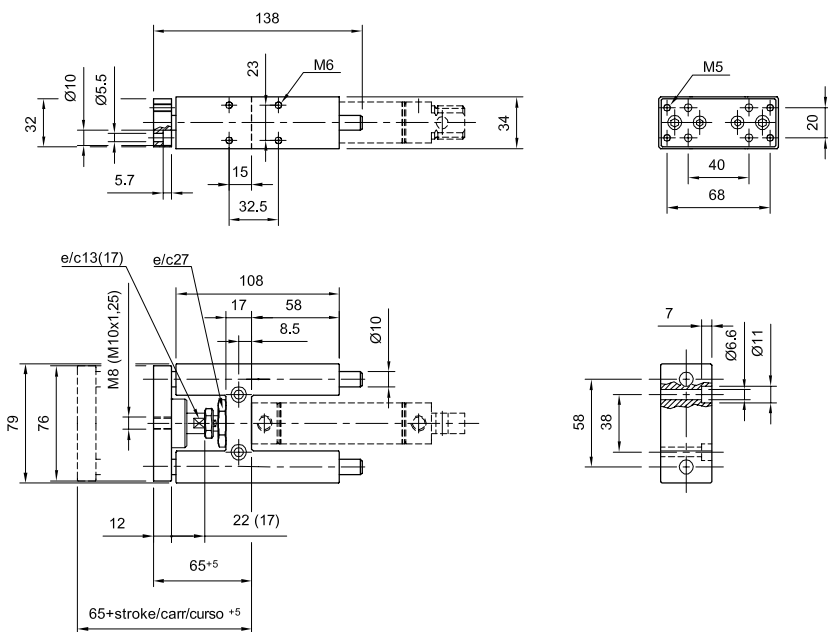 138
23
M6
Ø10
Ø5.5
32
34
5.7
15
32.5
M5
20
40
68
e/c13(17)
e/c27
108
17
58
8.5
Ø10
M8 (M10x1,25)
79
76
12
22 (17)
65+5
65+stroke/carr/curso +5
7
Ø6.6
Ø11
58
38